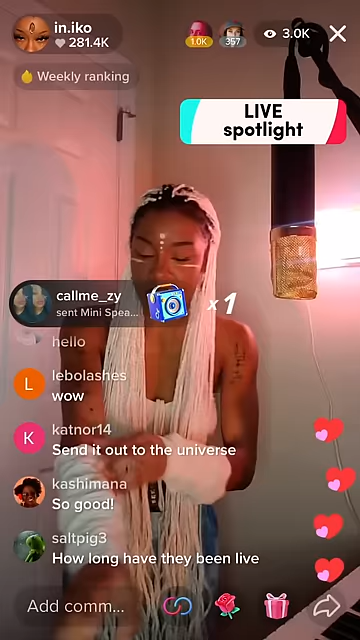 in.iko
281.4K
1.0K
357
3.0K
Weekly ranking
LIVE
spotlight
callme_zy
sent Mini Spea...
x1
hello
L
lebolashes
wow
K
katnor14
Send it out to the universe
kashimana
So good!
saltpig3
How long have they been live
Add comm...